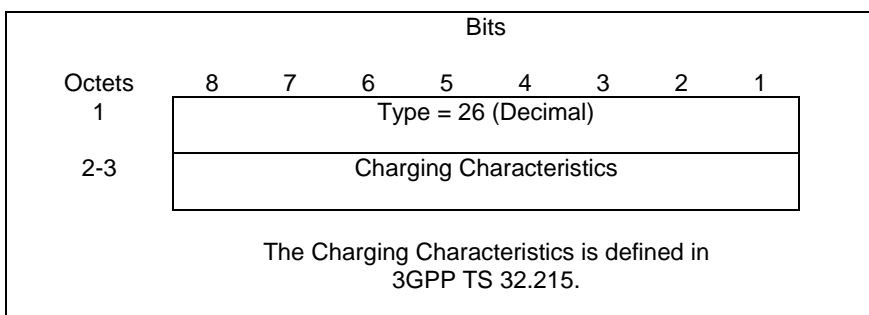 Bits
Octets 8 7 6 5 4 3 2 1
1 Type = 26 (Decimal)
2-3 Charging Characteristics
The Charging Characteristics is defined in
3GPP TS 32.215.